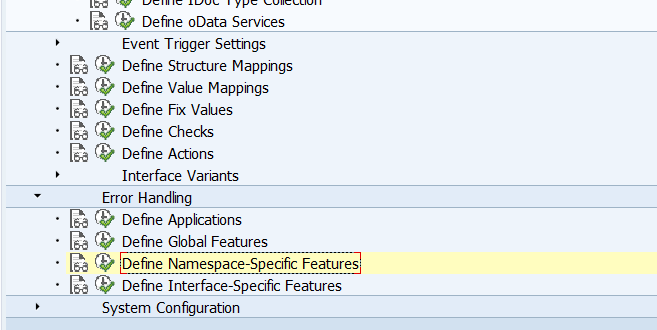 Define IDoc Type Collection
Define oData Services
Event Trigger Settings
Define Structure Mappings
Define Value Mappings
Define Fix Values
Define Checks
Define Actions
Interface Variants
Error Handling
Define Applications
Define Global Features
Define Namespace-Specific Features
Define Interface-Specific Features
System Configuration